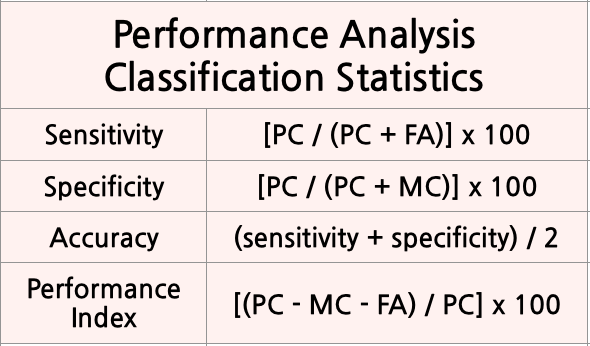 Performance Analysis
Classification Statistics
Sensitivity [PC / (PC + FA)] x 100
Specificity [PC / (PC + MC)] x 100
Accuracy (sensitivity + specificity) / 2
Performance
Index
[(PC - MC - FA) / PC] x 100